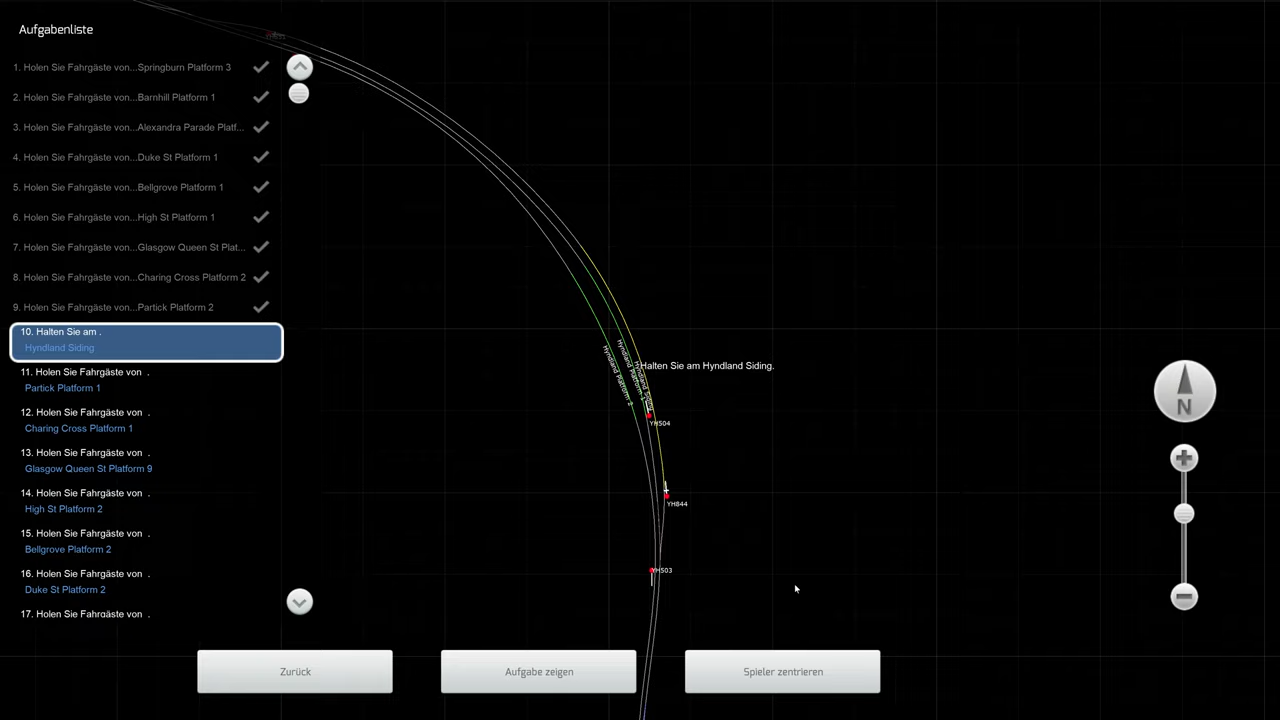 Aufgabenliste
1. Holen Sie Fahrgäste von...Springburn Platform 3
2. Holen Sie Fahrgäste von...Barnhill Platform 1
3. Holen Sie Fahrgäste von...Alexandra Parade Platf...
4. Holen Sie Fahrgäste von...Duke St Platform 1
5. Holen Sie Fahrgäste von...Bellgrove Platform 1
6. Holen Sie Fahrgäste von...High St Platform 1
7. Holen Sie Fahrgäste von...Glasgow Queen St Plat...
8. Holen Sie Fahrgäste von...Charing Cross Platform 2
9. Holen Sie Fahrgäste von...Partick Platform 2
10. Halten Sie am .
Hyndland Siding
11. Holen Sie Fahrgäste von .
Partick Platform 1
12. Holen Sie Fahrgäste von .
Charing Cross Platform 1
13. Holen Sie Fahrgäste von .
Glasgow Queen St Platform 9
14. Holen Sie Fahrgäste von .
High St Platform 2
15. Holen Sie Fahrgäste von .
Bellgrove Platform 2
16. Holen Sie Fahrgäste von .
Duke St Platform 2
17. Holen Sie Fahrgäste von .
Hyndland Platform 2
Hyndland Platform 1
Hyndland Siding
Halten Sie am Hyndland Siding.
YH504
YH844
YH503
N
Zurück
Aufgabe zeigen
Spieler zentrieren